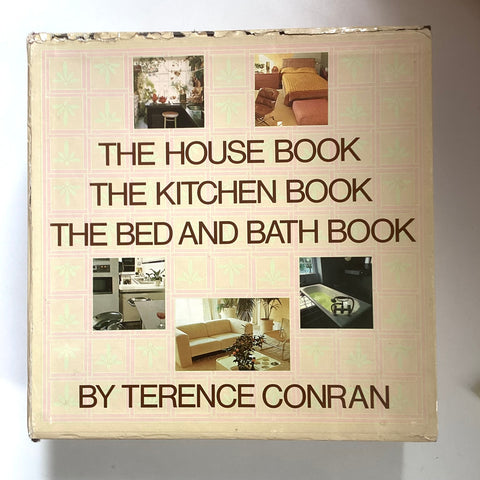 THE HOUSE BOOK
THE KITCHEN BOOK
THE BED AND BATH BOOK
BY TERENCE CONRAN